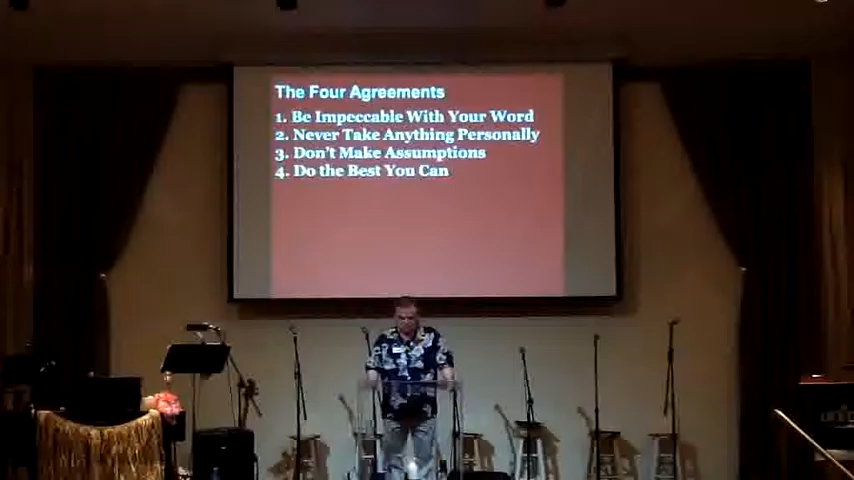 The Four Agreements
1. Be Impeccable With Your Word
2. Never Take Anything Personally
3. Don't Make Assumptions
4. Do the Best You Can